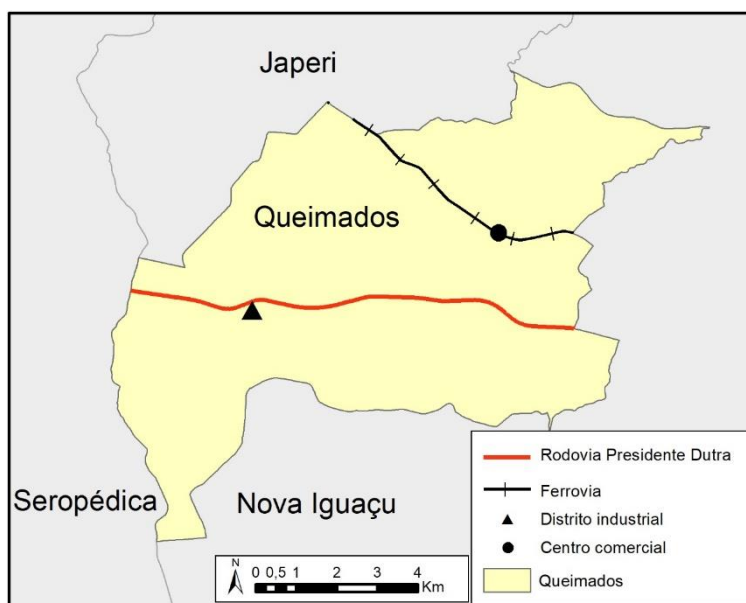 Japeri
Queimados
Seropédica
Nova Iguaçu
Rodovia Presidente Dutra
Ferrovia
Distrito industrial
Centro comercial
Queimados
N
0 0,5 1 2 3 4
Km